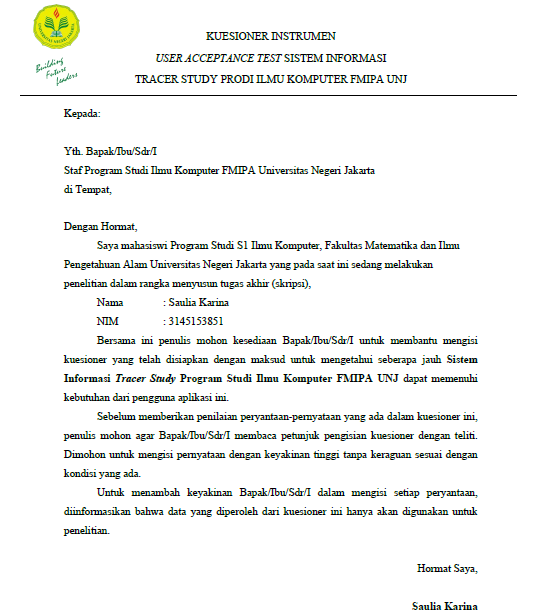 KUESIONER INSTRUMEN
USER ACCEPTANCE TEST SISTEM INFORMASI
TRACER STUDY PRODI ILMU KOMPUTER FMIPA UNJ
Building
Future
Leaders
Kepada:
Yth. Bapak/Ibu/Sdr/I
Staf Program Studi Ilmu Komputer FMIPA Universitas Negeri Jakarta
di Tempat,
Dengan Hormat,
Saya mahasiswi Program Studi S1 Ilmu Komputer, Fakultas Matematika dan Ilmu
Pengetahuan Alam Universitas Negeri Jakarta yang pada saat ini sedang melakukan
penelitian dalam rangka menyusun tugas akhir (skripsi),
Nama : Saulia Karina
NIM : 3145153851
Bersama ini penulis mohon kesediaan Bapak/Ibu/Sdr/I untuk membantu mengisi
kuesioner yang telah disiapkan dengan maksud untuk mengetahui seberapa jauh Sistem
Informasi Tracer Study Program Studi Ilmu Komputer FMIPA UNJ dapat memenuhi
kebutuhan dari pengguna aplikasi ini.
Sebelum memberikan penilaian peryantaan-pernyataan yang ada dalam kuesioner ini,
penulis mohon agar Bapak/Ibu/Sdr/I membaca petunjuk pengisian kuesioner dengan teliti.
Dimohon untuk mengisi pernyataan dengan keyakinan tinggi tanpa keraguan sesuai dengan
kondisi yang ada.
Untuk menambah keyakinan Bapak/Ibu/Sdr/I dalam mengisi setiap peryantaan,
diinformasikan bahwa data yang diperoleh dari kuesioner ini hanya akan digunakan untuk
penelitian.
Hormat Saya,
Saulia Karina